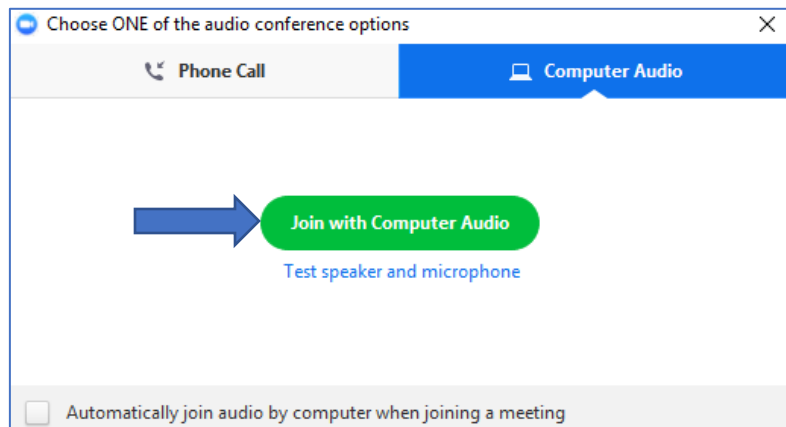 Choose ONE of the audio conference options
Phone Call
Computer Audio
Join with Computer Audio
Test speaker and microphone
Automatically join audio by computer when joining a meeting